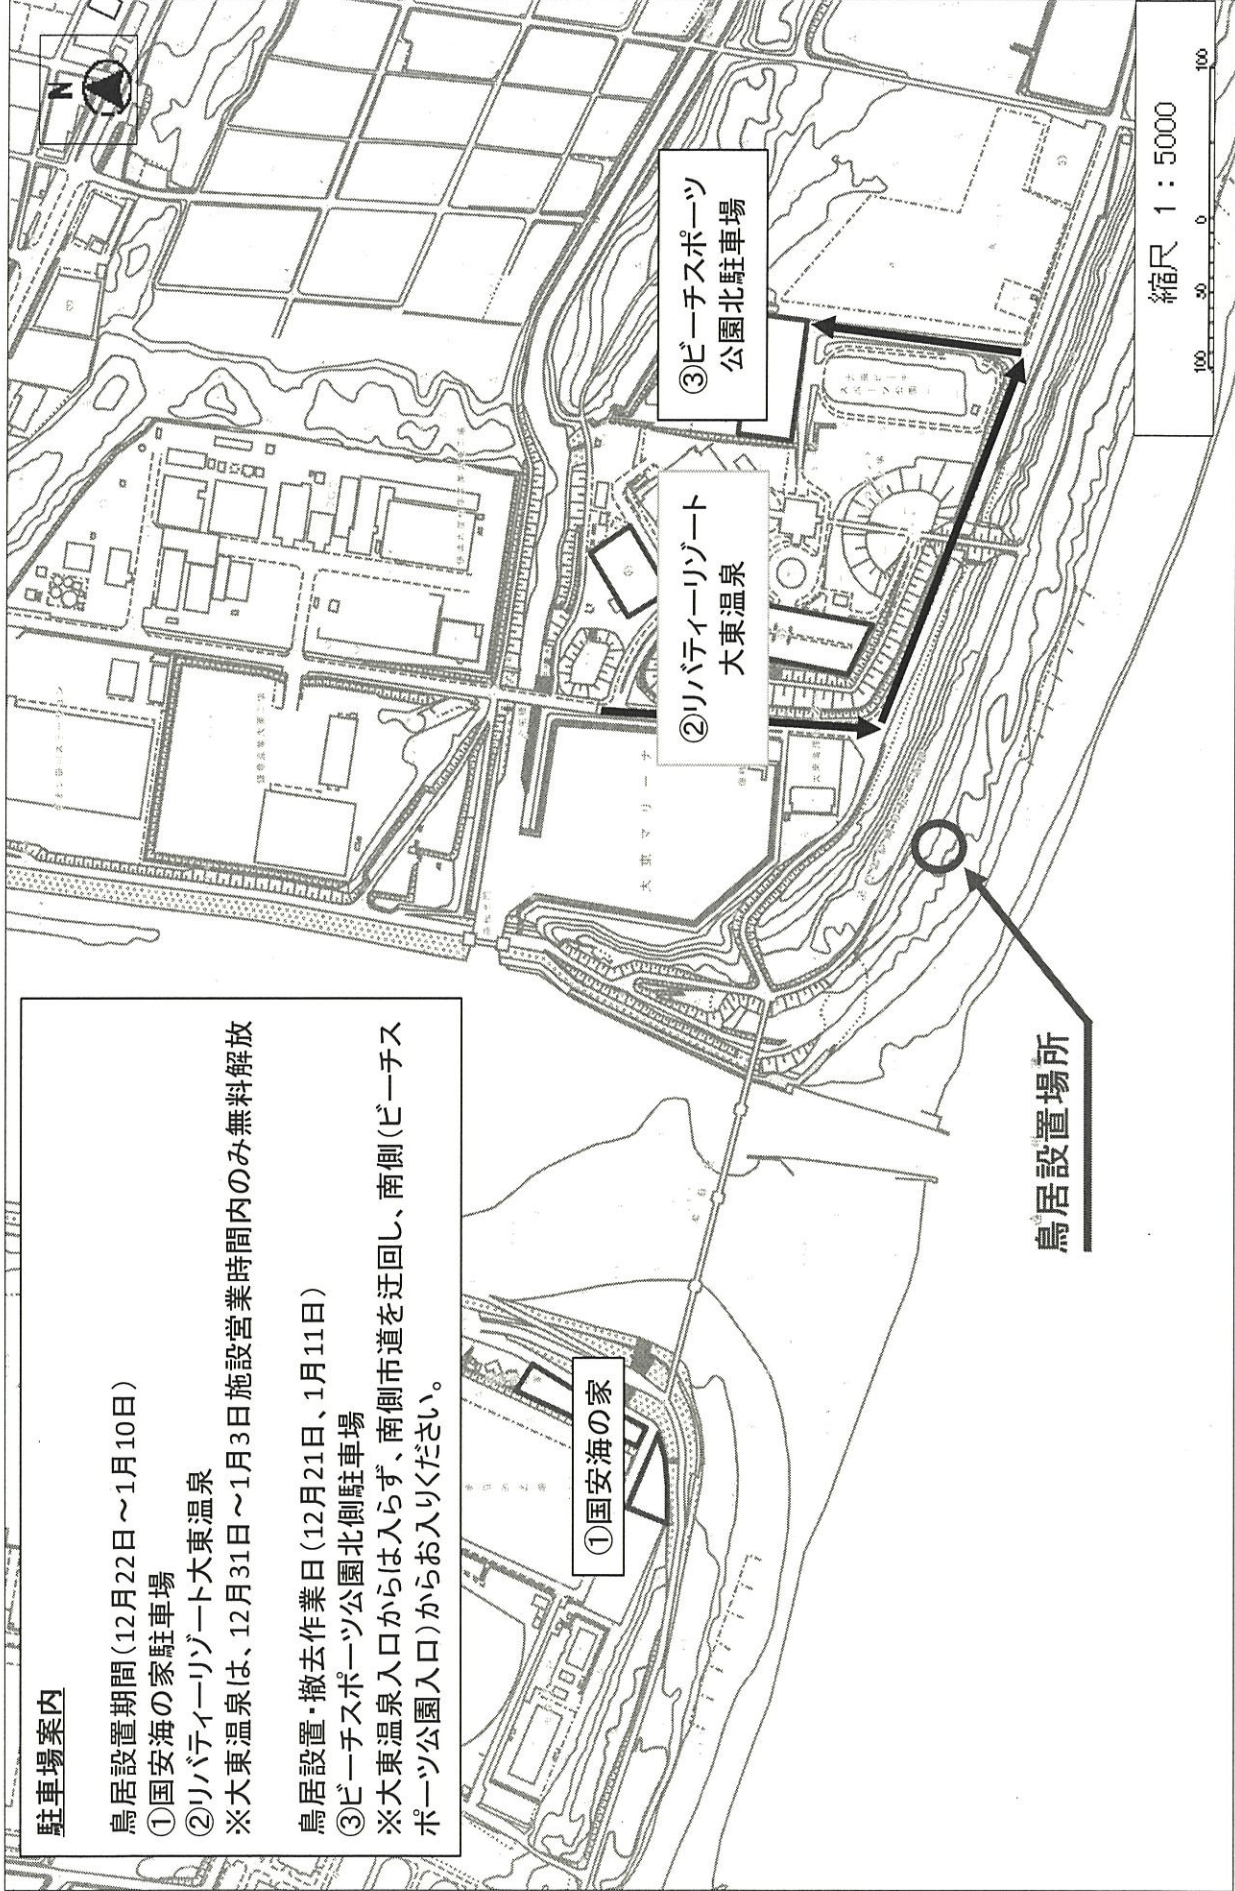 駐車場案内
鳥居設置期間(12月22日～1月10日)
①国安海の家駐車場
②リバティーリゾート大東温泉
※大東温泉は、12月31日～1月3日施設営業時間内のみ無料解放
鳥居設置・撤去作業日(12月21日、1月11日)
③ビーチスポーツ公園北側駐車場
※大東温泉入口からは入らず、南側市道を迂回し、南側(ビーチス
ポーツ公園入口)からお入りください。
N
①国安海の家
②リバティーリゾート
大東温泉
③ビーチスポーツ
公園北駐車場
大東マリーナ
鳥居設置場所
縮尺 1：5000
100 50 0 100